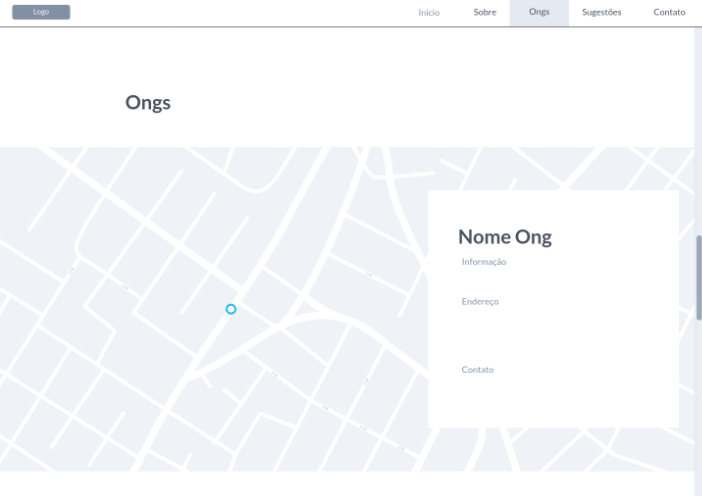 Logo
Início
Sobre
Ongs
Sugestões
Contato
Ongs
Nome Ong
Informação
Endereço
Contato